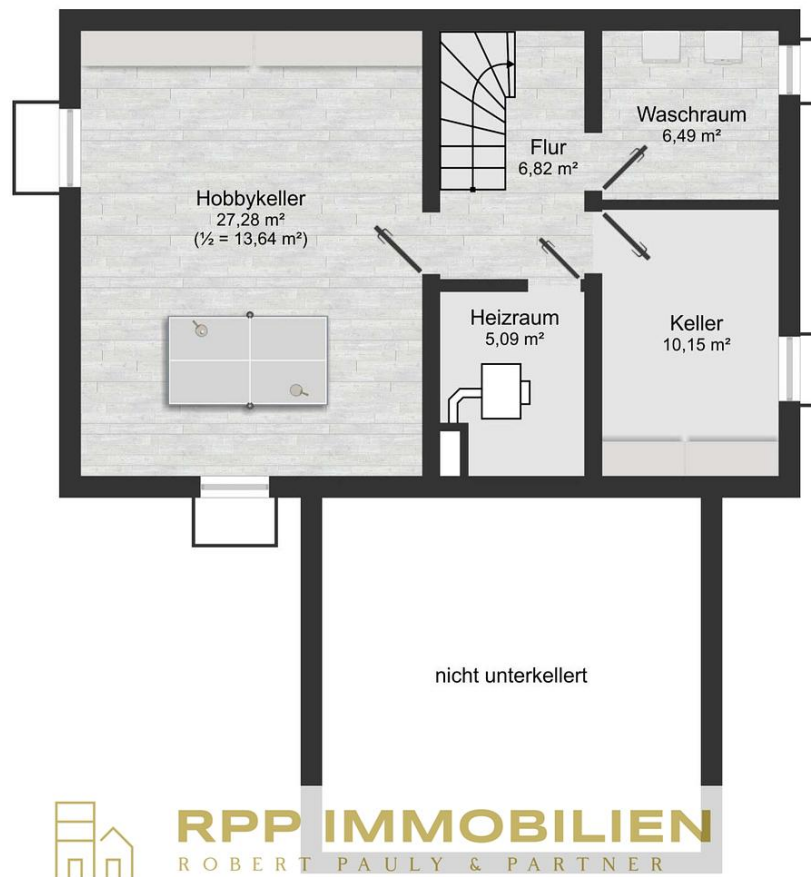 Waschraum
6,49 m²
Flur
6,82 m²
Hobbykeller
27,28 m²
(½ = 13,64 m²)
Heizraum
5,09 m²
Keller
10,15 m²
nicht unterkellert
RPP IMMOBILIEN
ROBERT PAULY & PARTNER